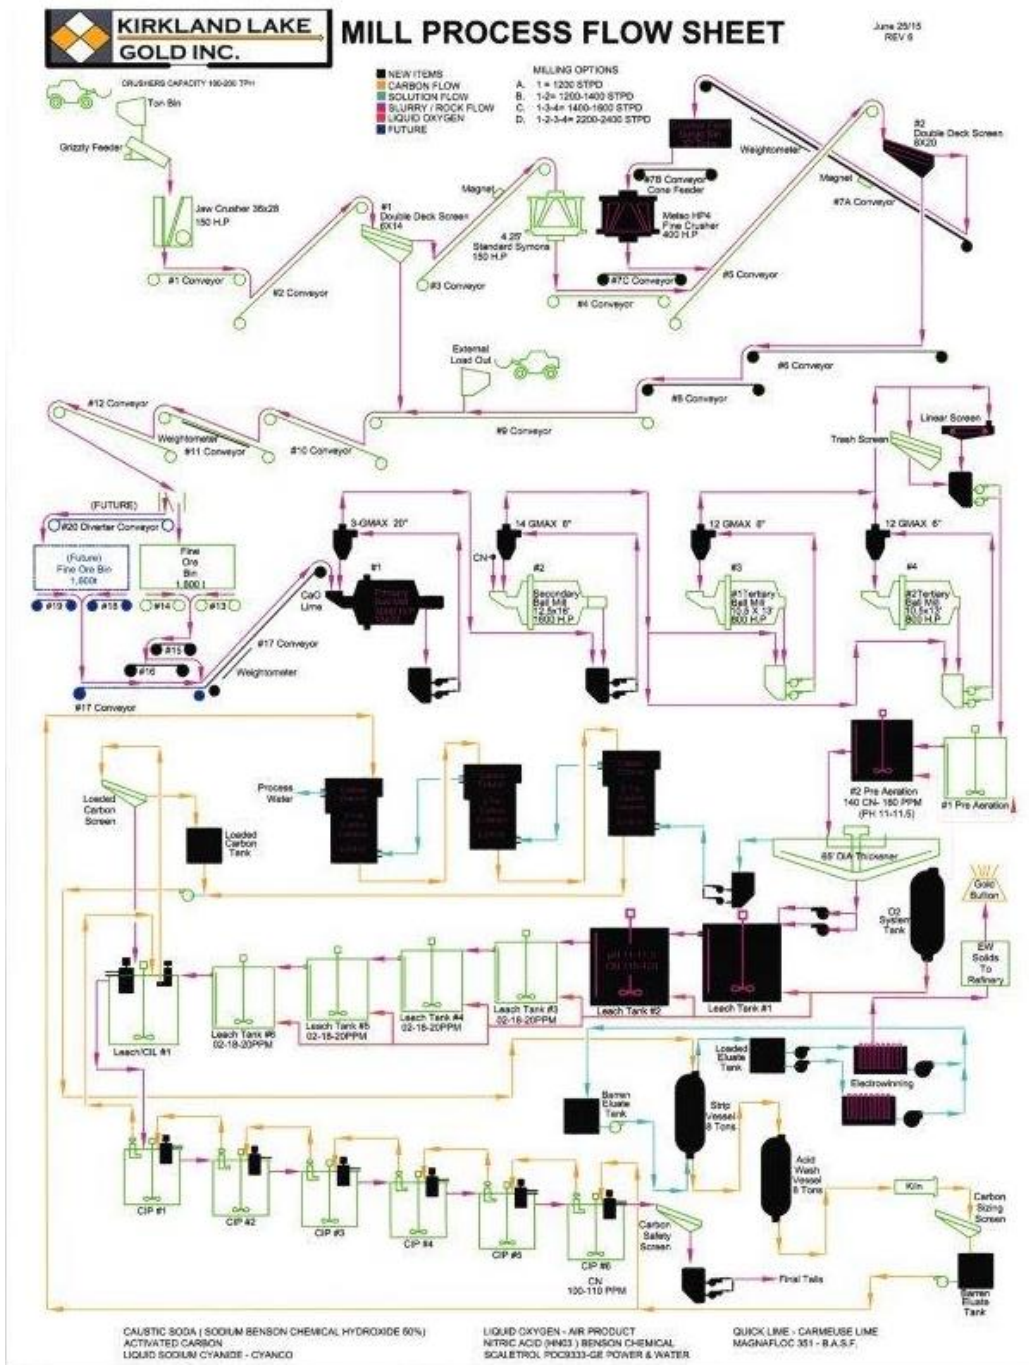 KIRKLAND LAKE
GOLD INC.
MILL PROCESS FLOW SHEET
June 25/15
REV 6
CRUSHERS CAPACITY 100-200 TPH
NEW ITEMS
CARBON FLOW
SOLUTION FLOW
SLURRY / ROCK FLOW
LIQUID OXYGEN
FUTURE
MILLING OPTIONS
A. 1 = 1200 STPD
B. 1-2= 1200-1400 STPD
C. 1-3-4= 1400-1600 STPD
D. 1-2-3-4= 2200-2400 STPD
Ton Bin
Grizzly Feeder
Jaw Crusher 36x28
150 H.P
#1 Conveyor
#2 Conveyor
#1
Double Deck Screen
6X14
Magnet
#3 Conveyor
4.25'
Standard Symons
150 H.P
#4 Conveyor
#7B Conveyor
Cone Feeder
Metso HP4
Fine Crusher
400 H.P
#7C Conveyor
#5 Conveyor
Weightometer
Magnet
#7A Conveyor
#2
Double Deck Screen
8X20
External
Load Out
#6 Conveyor
#8 Conveyor
#9 Conveyor
#10 Conveyor
Weightometer
#11 Conveyor
#12 Conveyor
Linear Screen
Trash Screen
(FUTURE)
#20 Diverter Conveyor
(Future)
Fine Ore Bin
1,800t
Fine
Ore
Bin
1,800 t
#19
#18
#14
#13
#15
#16
#17 Conveyor
#17 Conveyor
Weightometer
CaO
Lime
3-GMAX 20"
#1
Primary
Ball Mill
14 GMAX 6"
CN
#2
Secondary
Ball Mill
12.5x16'
1600 H.P
12 GMAX 6"
#3
#1Tertiary
Ball Mill
10.5 X 13'
800 H.P
12 GMAX 6"
#4
#2Tertiary
Ball Mill
10.5x13'
800 H.P
#2 Pre Aeration
140 CN- 160 PPM
(PH 11-11.5)
#1 Pre Aeration
Process
Water
Loaded
Carbon
Screen
Loaded
Carbon
Tank
65' DIA Thickener
O2
System
Tank
Gold
Bullion
EW
Solids
To
Refinery
Leach/CIL #1
Leach Tank #6
02-18-20PPM
Leach Tank #5
02-18-20PPM
Leach Tank #4
02-18-20PPM
Leach Tank #3
02-18-20PPM
Leach Tank #2
Leach Tank #1
Loaded
Eluate
Tank
Electrowinning
Barren
Eluate
Tank
Strip
Vessel
8 Tons
Acid
Wash
Vessel
8 Tons
Kiln
Carbon
Sizing
Screen
Barren
Eluate
Tank
CIP #1
CIP #2
CIP #3
CIP #4
CIP #5
CIP #6
CN
100-110 PPM
Carbon
Safety
Screen
Final Tails
CAUSTIC SODA ( SODIUM BENSON CHEMICAL HYDROXIDE 50%)
ACTIVATED CARBON
LIQUID SODIUM CYANIDE - CYANCO
LIQUID OXYGEN - AIR PRODUCT
NITRIC ACID (HN03 ) BENSON CHEMICAL
SCALETROL PDC9333-GE POWER & WATER
QUICK LIME - CARMEUSE LIME
MAGNAFLOC 351 - B.A.S.F.